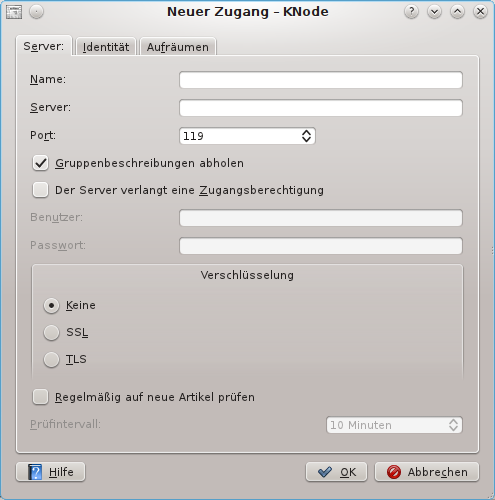 Neuer Zugang – KNode
Server: Identität Aufräumen
Name:
Server:
Port: 119
Gruppenbeschreibungen abholen
Der Server verlangt eine Zugangsberechtigung
Benutzer:
Passwort:
Verschlüsselung
Keine
SSL
TLS
Regelmäßig auf neue Artikel prüfen
Prüfintervall: 10 Minuten
Hilfe OK Abbrechen